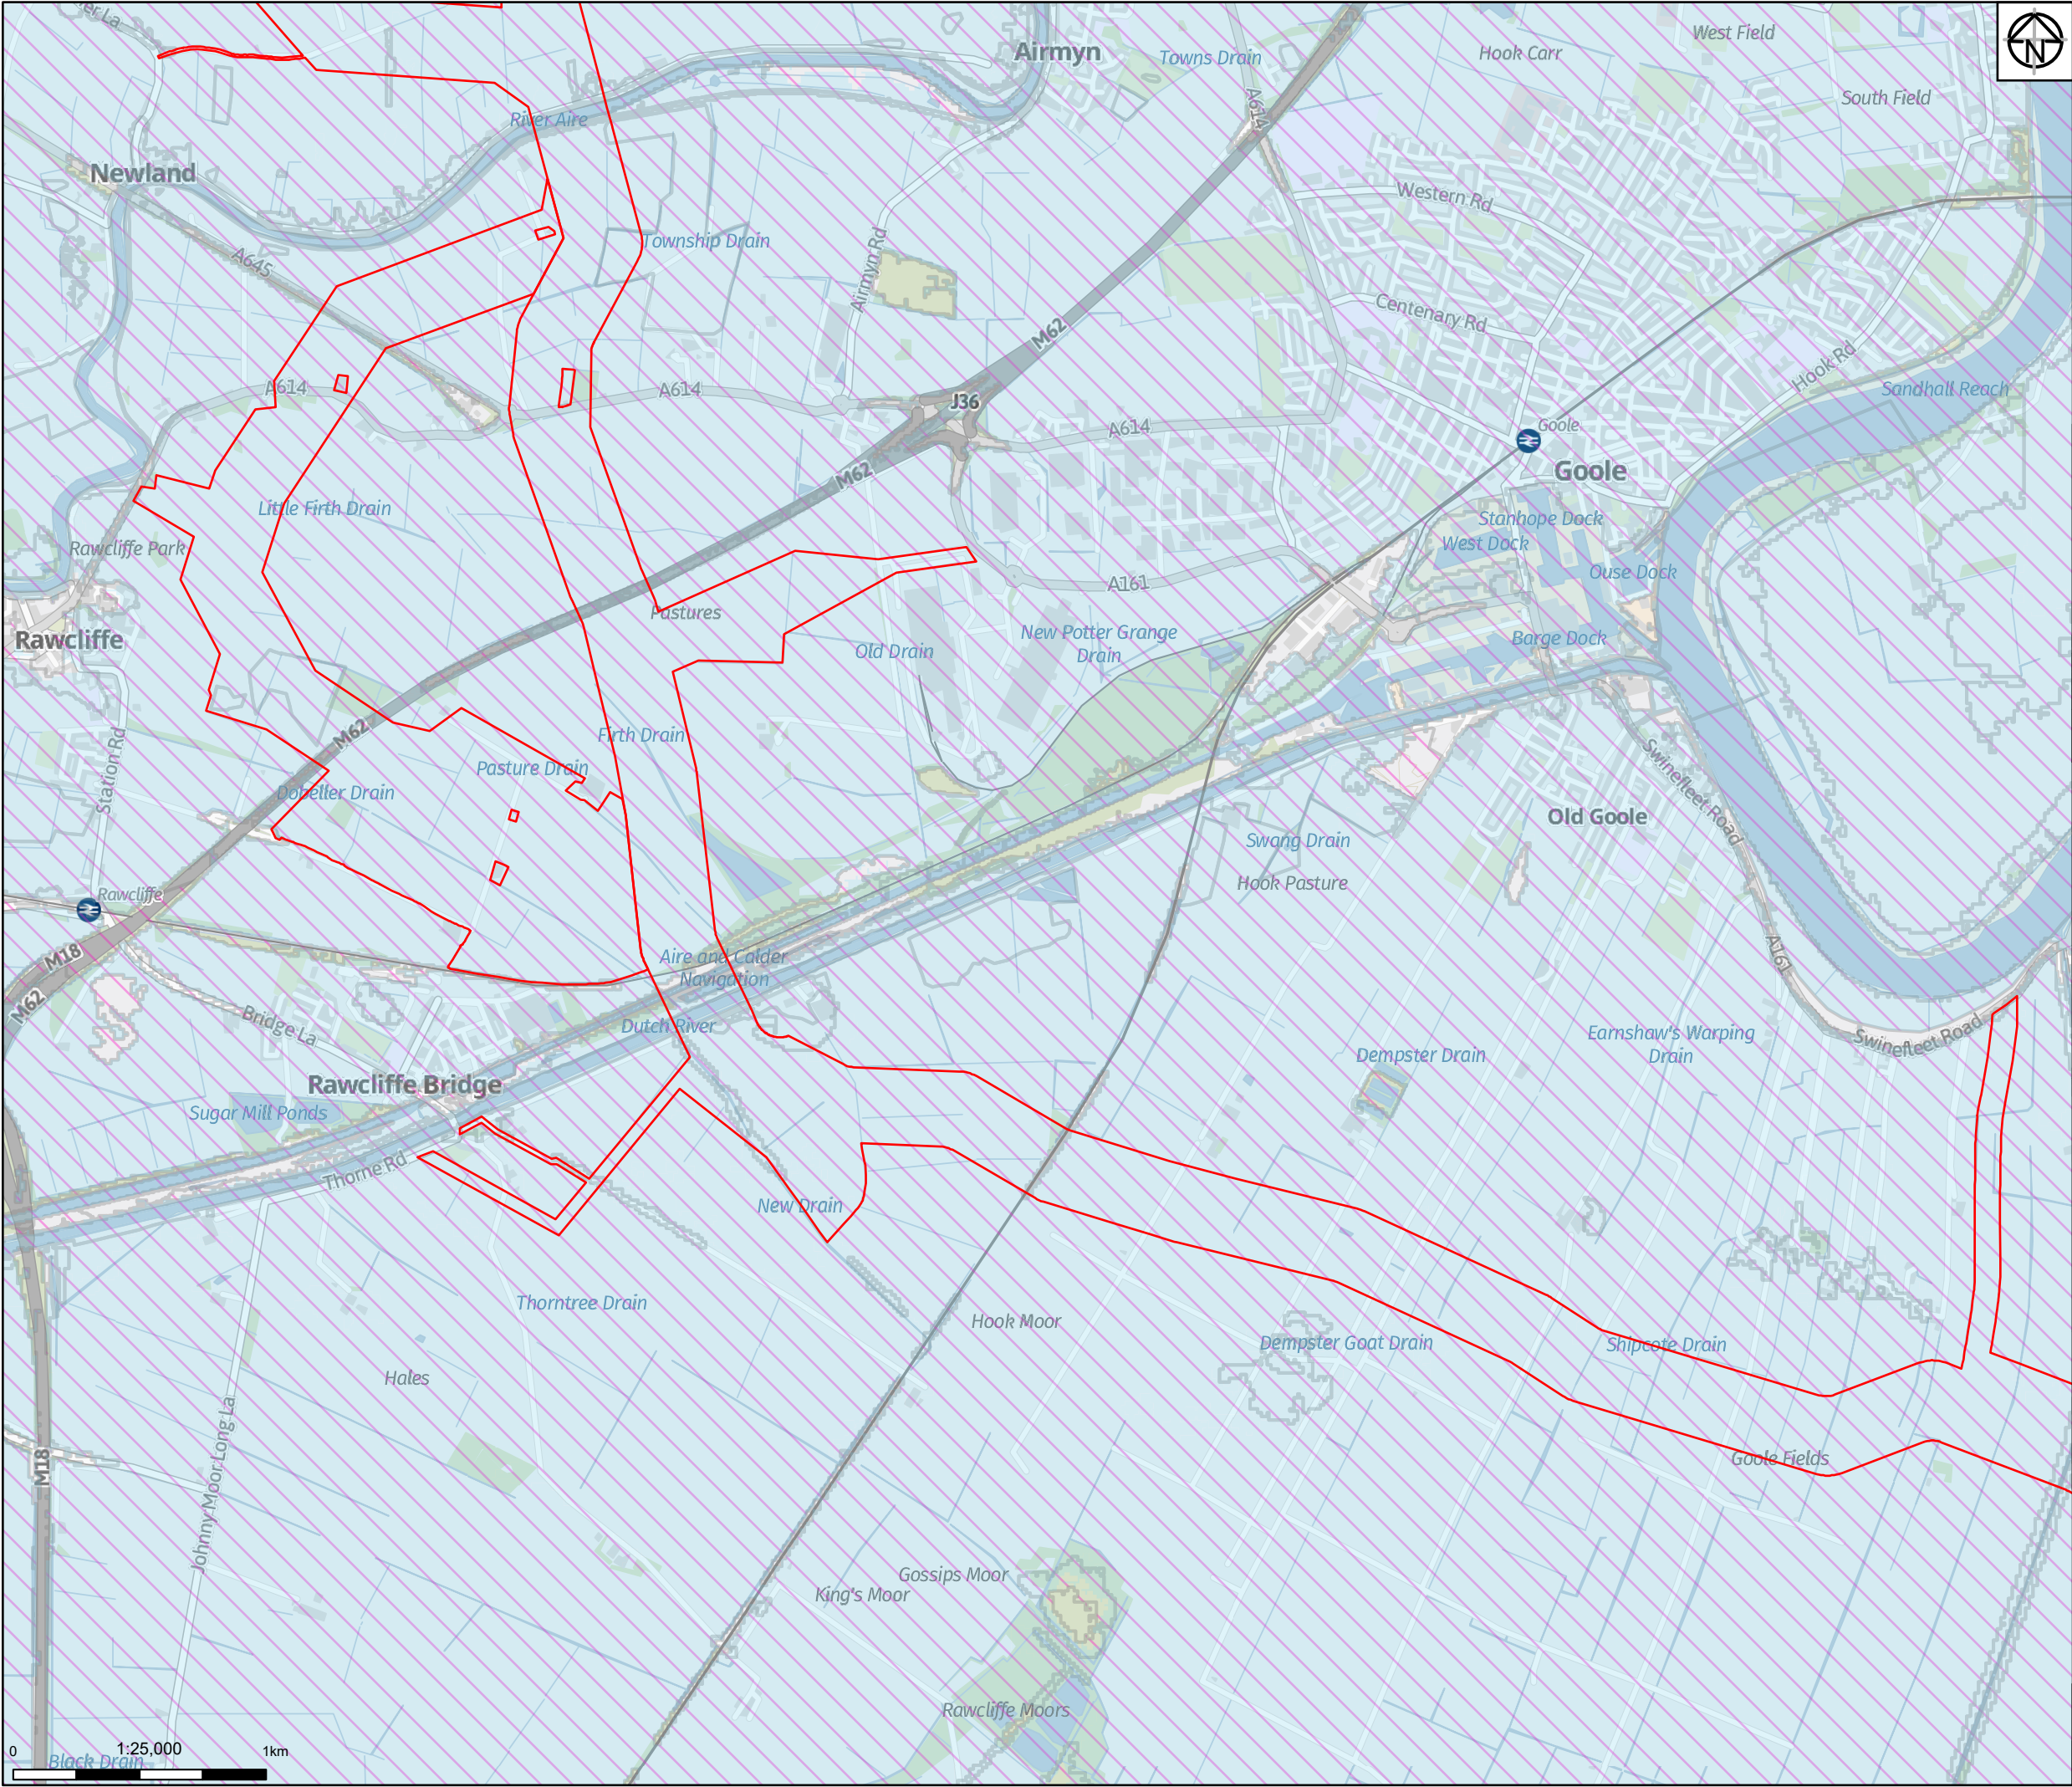 Airmyn
Towns Drain
Hook Carr
West Field
N
South Field
A614
River Aire
Newland
Western Rd
Township Drain
A645
Airmyn Rd
Centenary Rd
M62
Hook Rd
Sandhall Reach
A614
A614
J36
A614
Goole
M62
Goole
Little Firth Drain
Stanhope Dock
West Dock
Rawcliffe Park
Ouse Dock
A161
Pastures
Rawcliffe
New Potter Grange
Drain
Old Drain
Barge Dock
M62
Firth Drain
Station Rd
Pasture Drain
Dobeller Drain
Swinefleet Road
Old Goole
Swang Drain
Hook Pasture
Rawcliffe
M18
Aire and Calder
Navigation
A161
M62
Bridge La
Dutch River
Earnshaw's Warping
Drain
Swinefleet Road
Dempster Drain
Rawcliffe Bridge
Sugar Mill Ponds
Thorne Rd
New Drain
Thorntree Drain
Hook Moor
Dempster Goat Drain
Shipcote Drain
Hales
Johnny Moor Long La
M18
Goole Fields
Gossips Moor
King's Moor
Rawcliffe Moors
0
1:25,000
1km
Black Drain